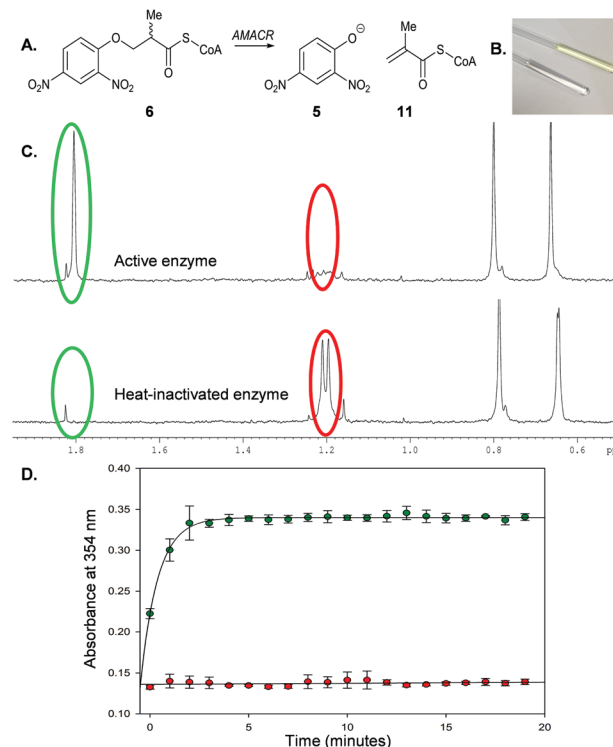 A.
Me
O
S
CoA
O
O₂N
NO₂
6
AMACR
O⊖
O₂N
NO₂
5
Me
S
CoA
O
11
B.
C.
Active enzyme
Heat-inactivated enzyme
1.8 1.6 1.4 1.2 1.0 0.8 0.6
D.
0.40
0.35
0.30
0.25
0.20
0.15
0.10
Absorbance at 354 nm
0 5 10 15 20
Time (minutes)